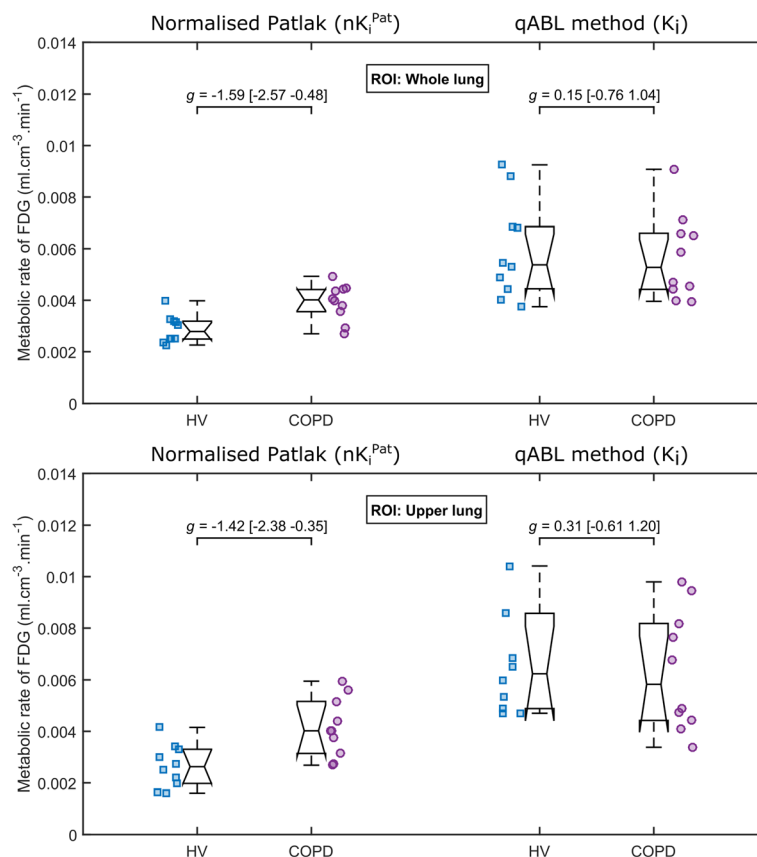 Normalised Patlak (nKᵢᴾᵃᵗ) qABL method (Kᵢ)
0.014
ROI: Whole lung
g = -1.59 [-2.57 -0.48] g = 0.15 [-0.76 1.04]
0.012
0.01
0.008
0.006
0.004
0.002
0
Metabolic rate of FDG (ml.cm⁻³.min⁻¹)
HV COPD HV COPD
Normalised Patlak (nKᵢᴾᵃᵗ) qABL method (Kᵢ)
0.014
ROI: Upper lung
g = -1.42 [-2.38 -0.35] g = 0.31 [-0.61 1.20]
0.012
0.01
0.008
0.006
0.004
0.002
0
Metabolic rate of FDG (ml.cm⁻³.min⁻¹)
HV COPD HV COPD